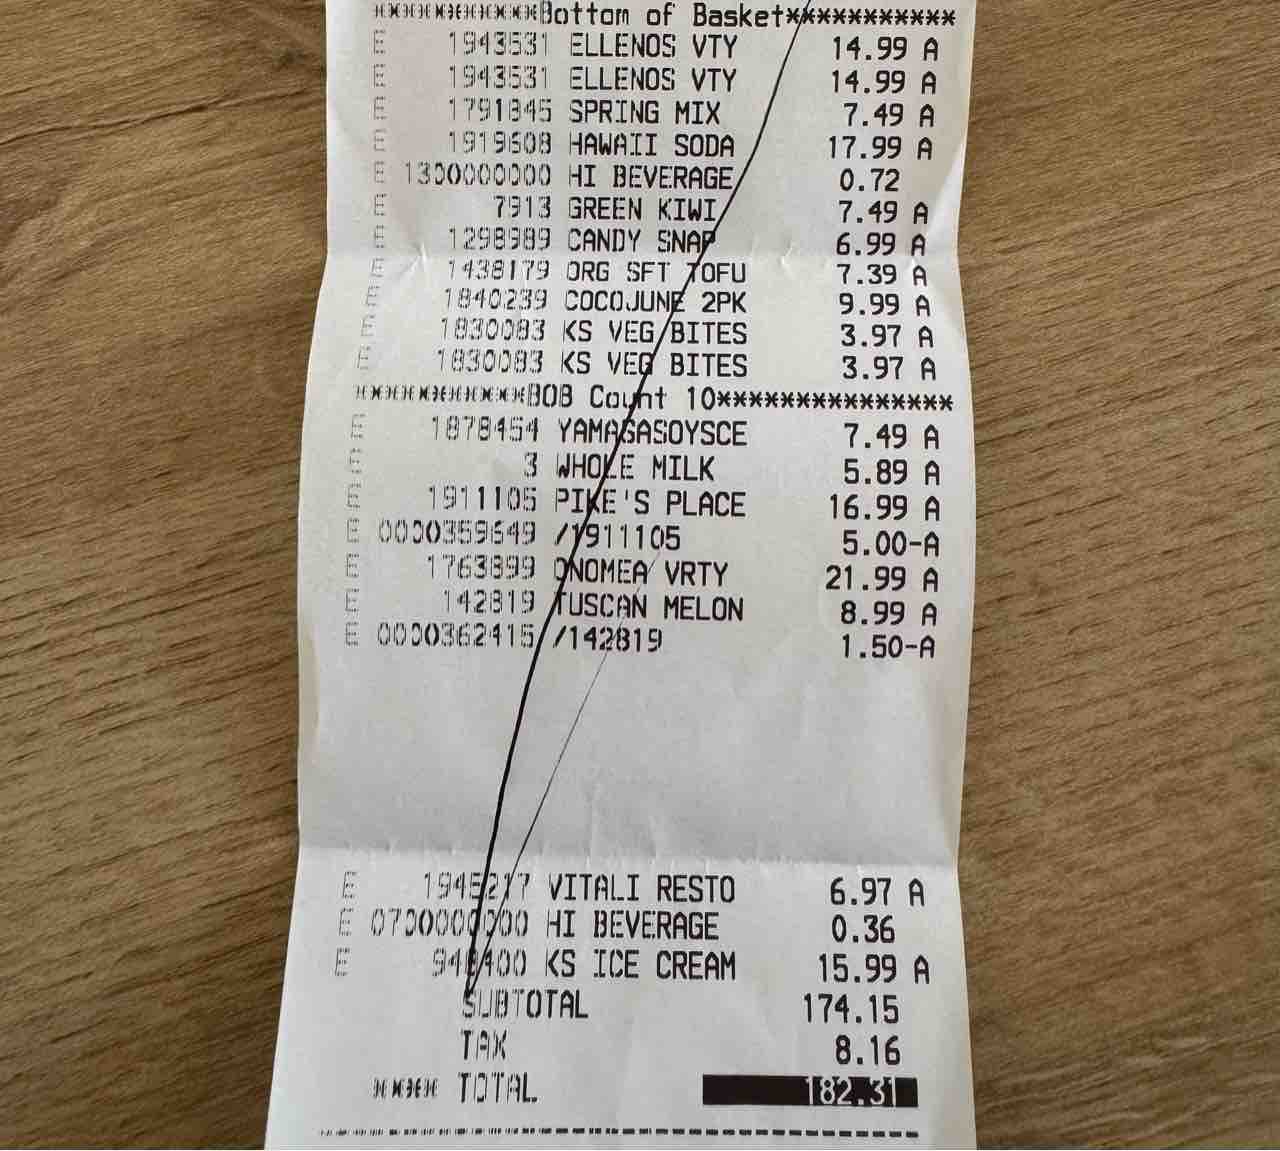 ************Bottom of Basket***********
E 1943531 ELLENOS VTY 14.99 A
E 1943531 ELLENOS VTY 14.99 A
E 1791845 SPRING MIX 7.49 A
E 1919608 HAWAII SODA 17.99 A
E 1300000000 HI BEVERAGE 0.72
E 7913 GREEN KIWI 7.49 A
E 1298989 CANDY SNAP 6.99 A
E 1438179 ORG SFT TOFU 7.39 A
E 1840239 COCOJUNE 2PK 9.99 A
E 1830083 KS VEG BITES 3.97 A
E 1830083 KS VEG BITES 3.97 A
************BOB Count 10***************
E 1878454 YAMASASOYSCE 7.49 A
E 3 WHOLE MILK 5.89 A
E 1911105 PIKE'S PLACE 16.99 A
E 0000359649 /1911105 5.00-A
E 1763899 ONOMEA VRTY 21.99 A
E 142819 TUSCAN MELON 8.99 A
E 0000362415 /142819 1.50-A
E 1945217 VITALI RESTO 6.97 A
E 0700000000 HI BEVERAGE 0.36
E 940400 KS ICE CREAM 15.99 A
SUBTOTAL 174.15
TAX 8.16
**** TOTAL 182.31